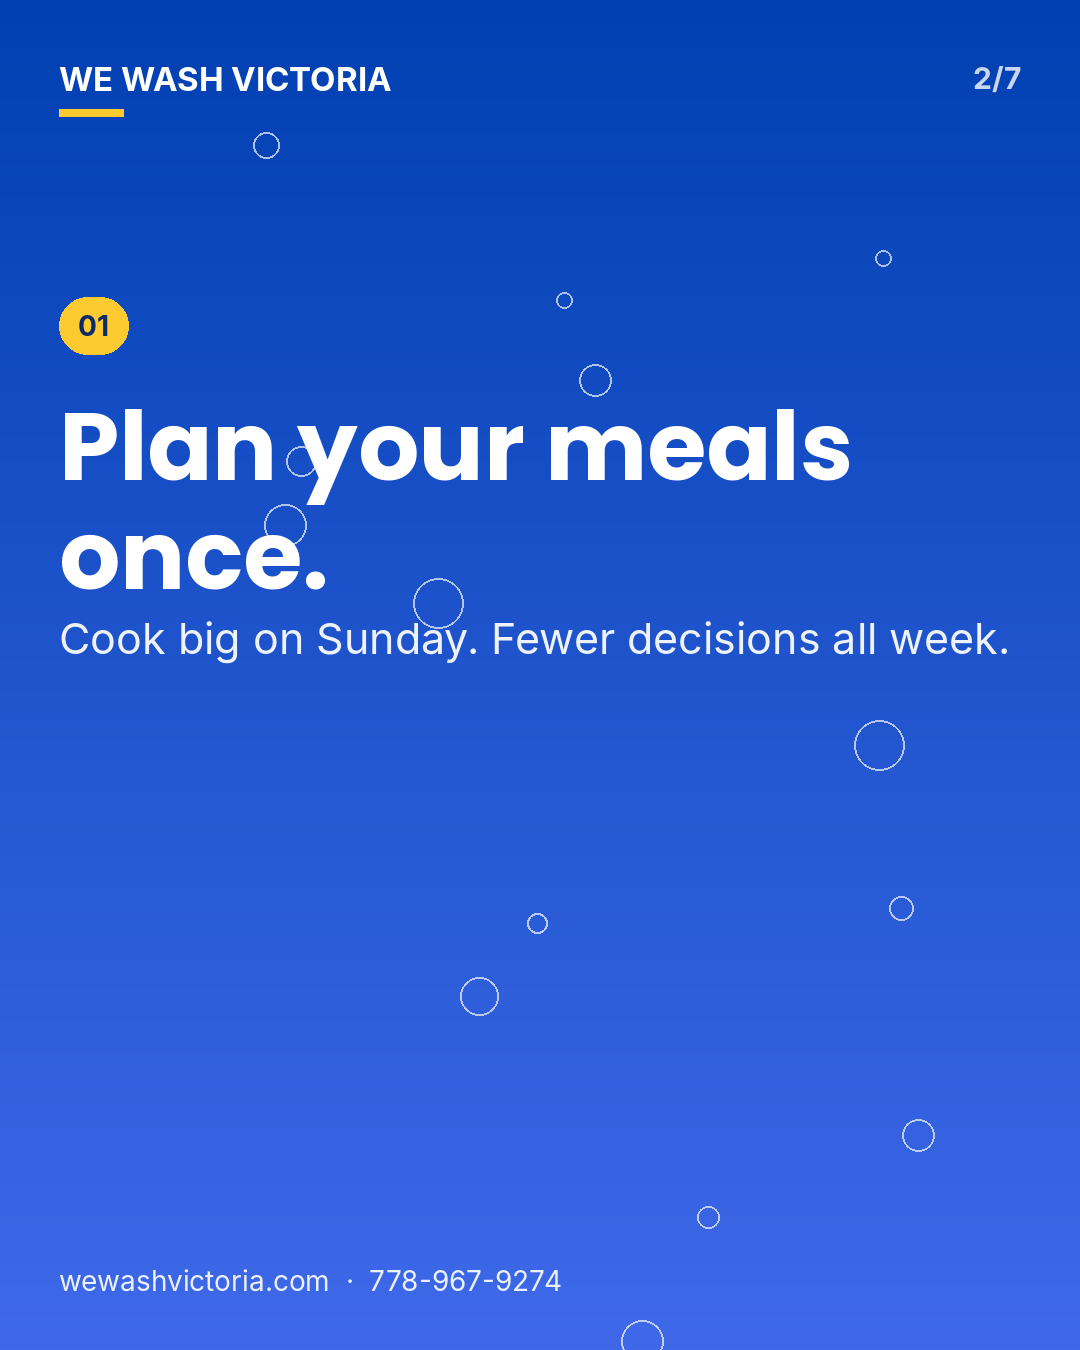 WE WASH VICTORIA
2/7
01
Plan your meals
once.
Cook big on Sunday. Fewer decisions all week.
wewashvictoria.com · 778-967-9274